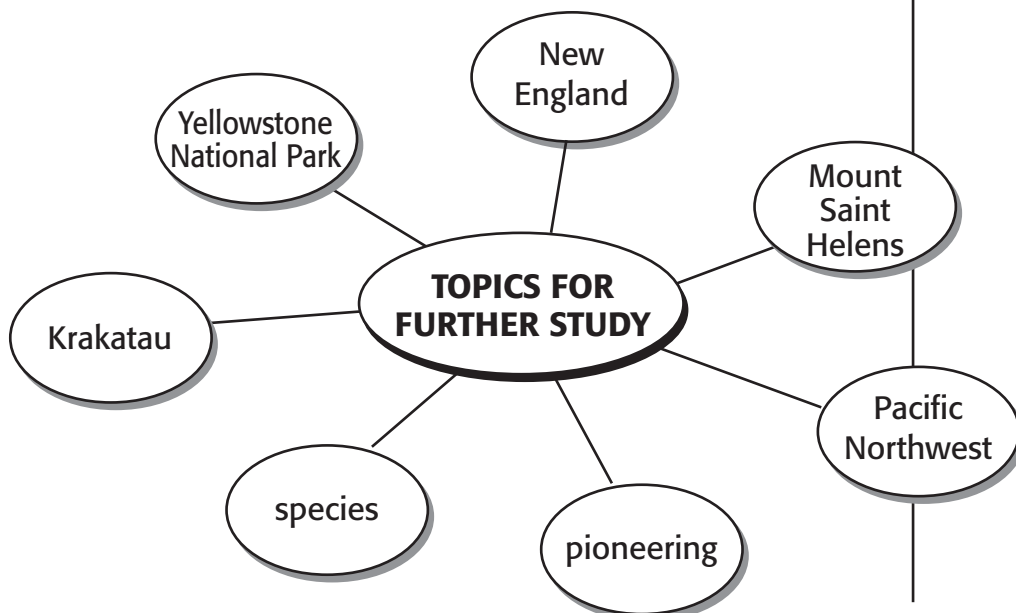 New
England
Yellowstone
National Park
Mount
Saint
Helens
TOPICS FOR
FURTHER STUDY
Krakatau
Pacific
Northwest
species
pioneering